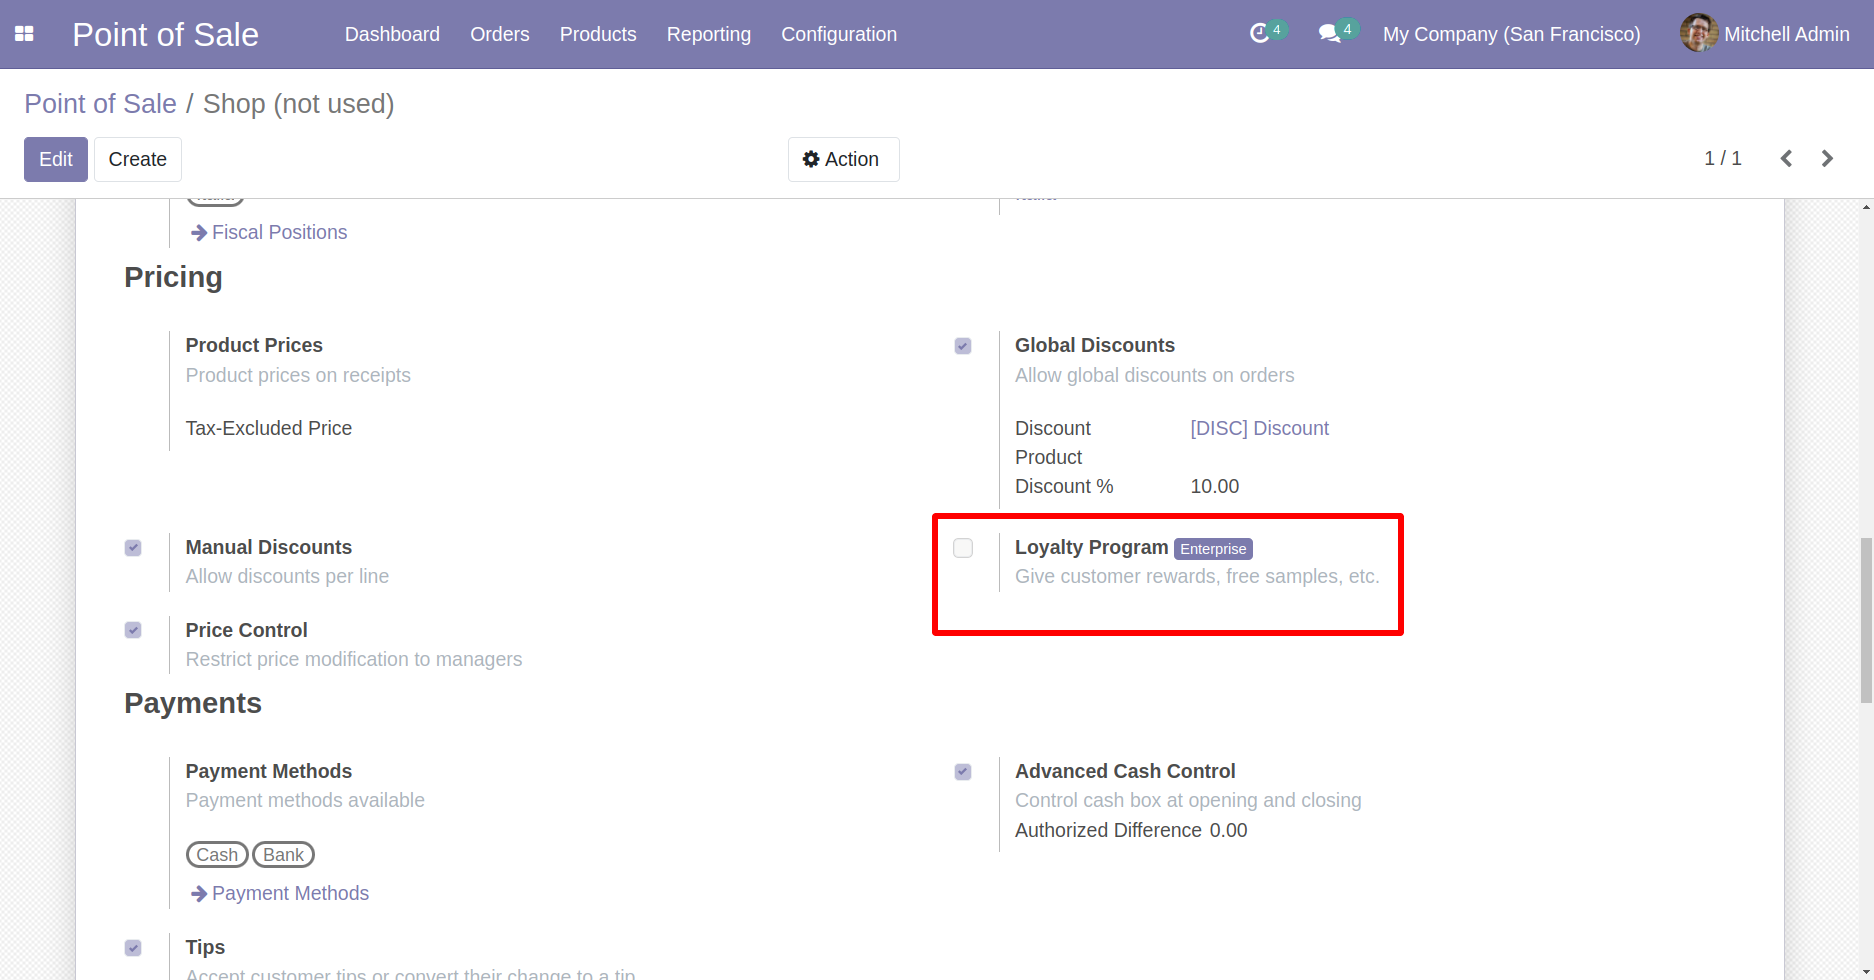 Point of Sale
Dashboard Orders Products Reporting Configuration
4
4
My Company (San Francisco)
Mitchell Admin
Point of Sale / Shop (not used)
Edit
Create
Action
1 / 1
Fiscal Positions
Pricing
Product Prices
Product prices on receipts
Tax-Excluded Price
Global Discounts
Allow global discounts on orders
Discount Product [DISC] Discount
Discount % 10.00
Manual Discounts
Allow discounts per line
Loyalty Program Enterprise
Give customer rewards, free samples, etc.
Price Control
Restrict price modification to managers
Payments
Payment Methods
Payment methods available
Cash Bank
Payment Methods
Advanced Cash Control
Control cash box at opening and closing
Authorized Difference 0.00
Tips
Accept customer tips or convert their change to a tip